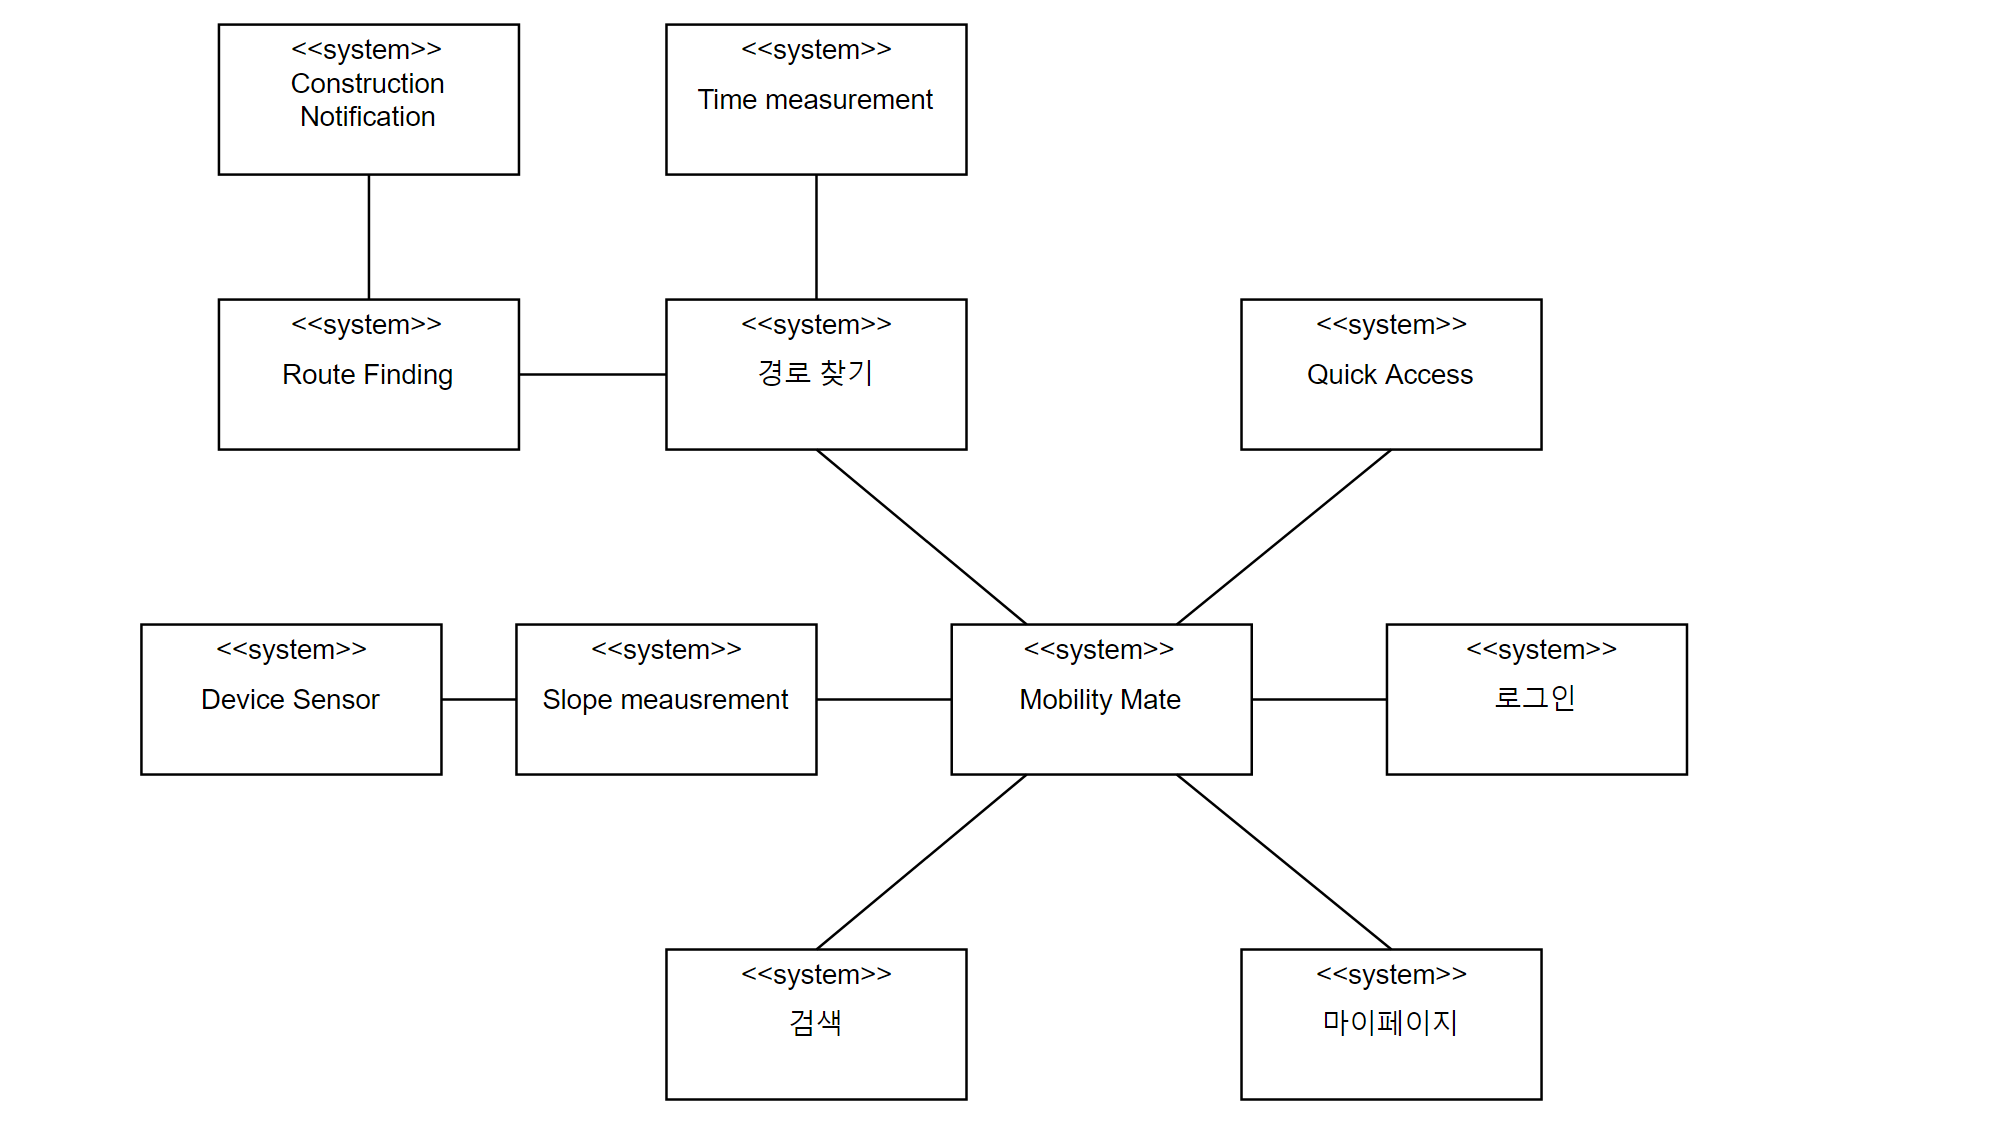 <<system>>
Construction
Notification
<<system>>
Time measurement
<<system>>
Route Finding
<<system>>
경로 찾기
<<system>>
Quick Access
<<system>>
Device Sensor
<<system>>
Slope meausrement
<<system>>
Mobility Mate
<<system>>
로그인
<<system>>
검색
<<system>>
마이페이지